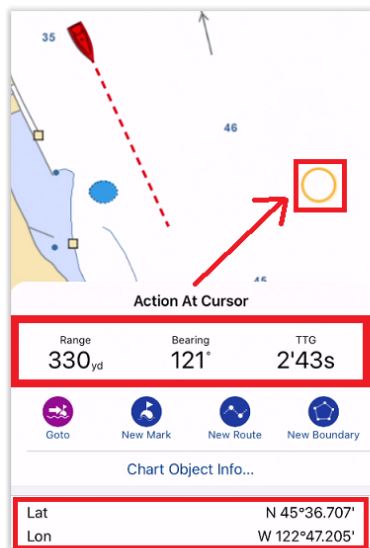 35
46
45
Action At Cursor
Range Bearing TTG
330yd 121° 2'43s
Goto New Mark New Route New Boundary
Chart Object Info...
Lat N 45°36.707'
Lon W 122°47.205'